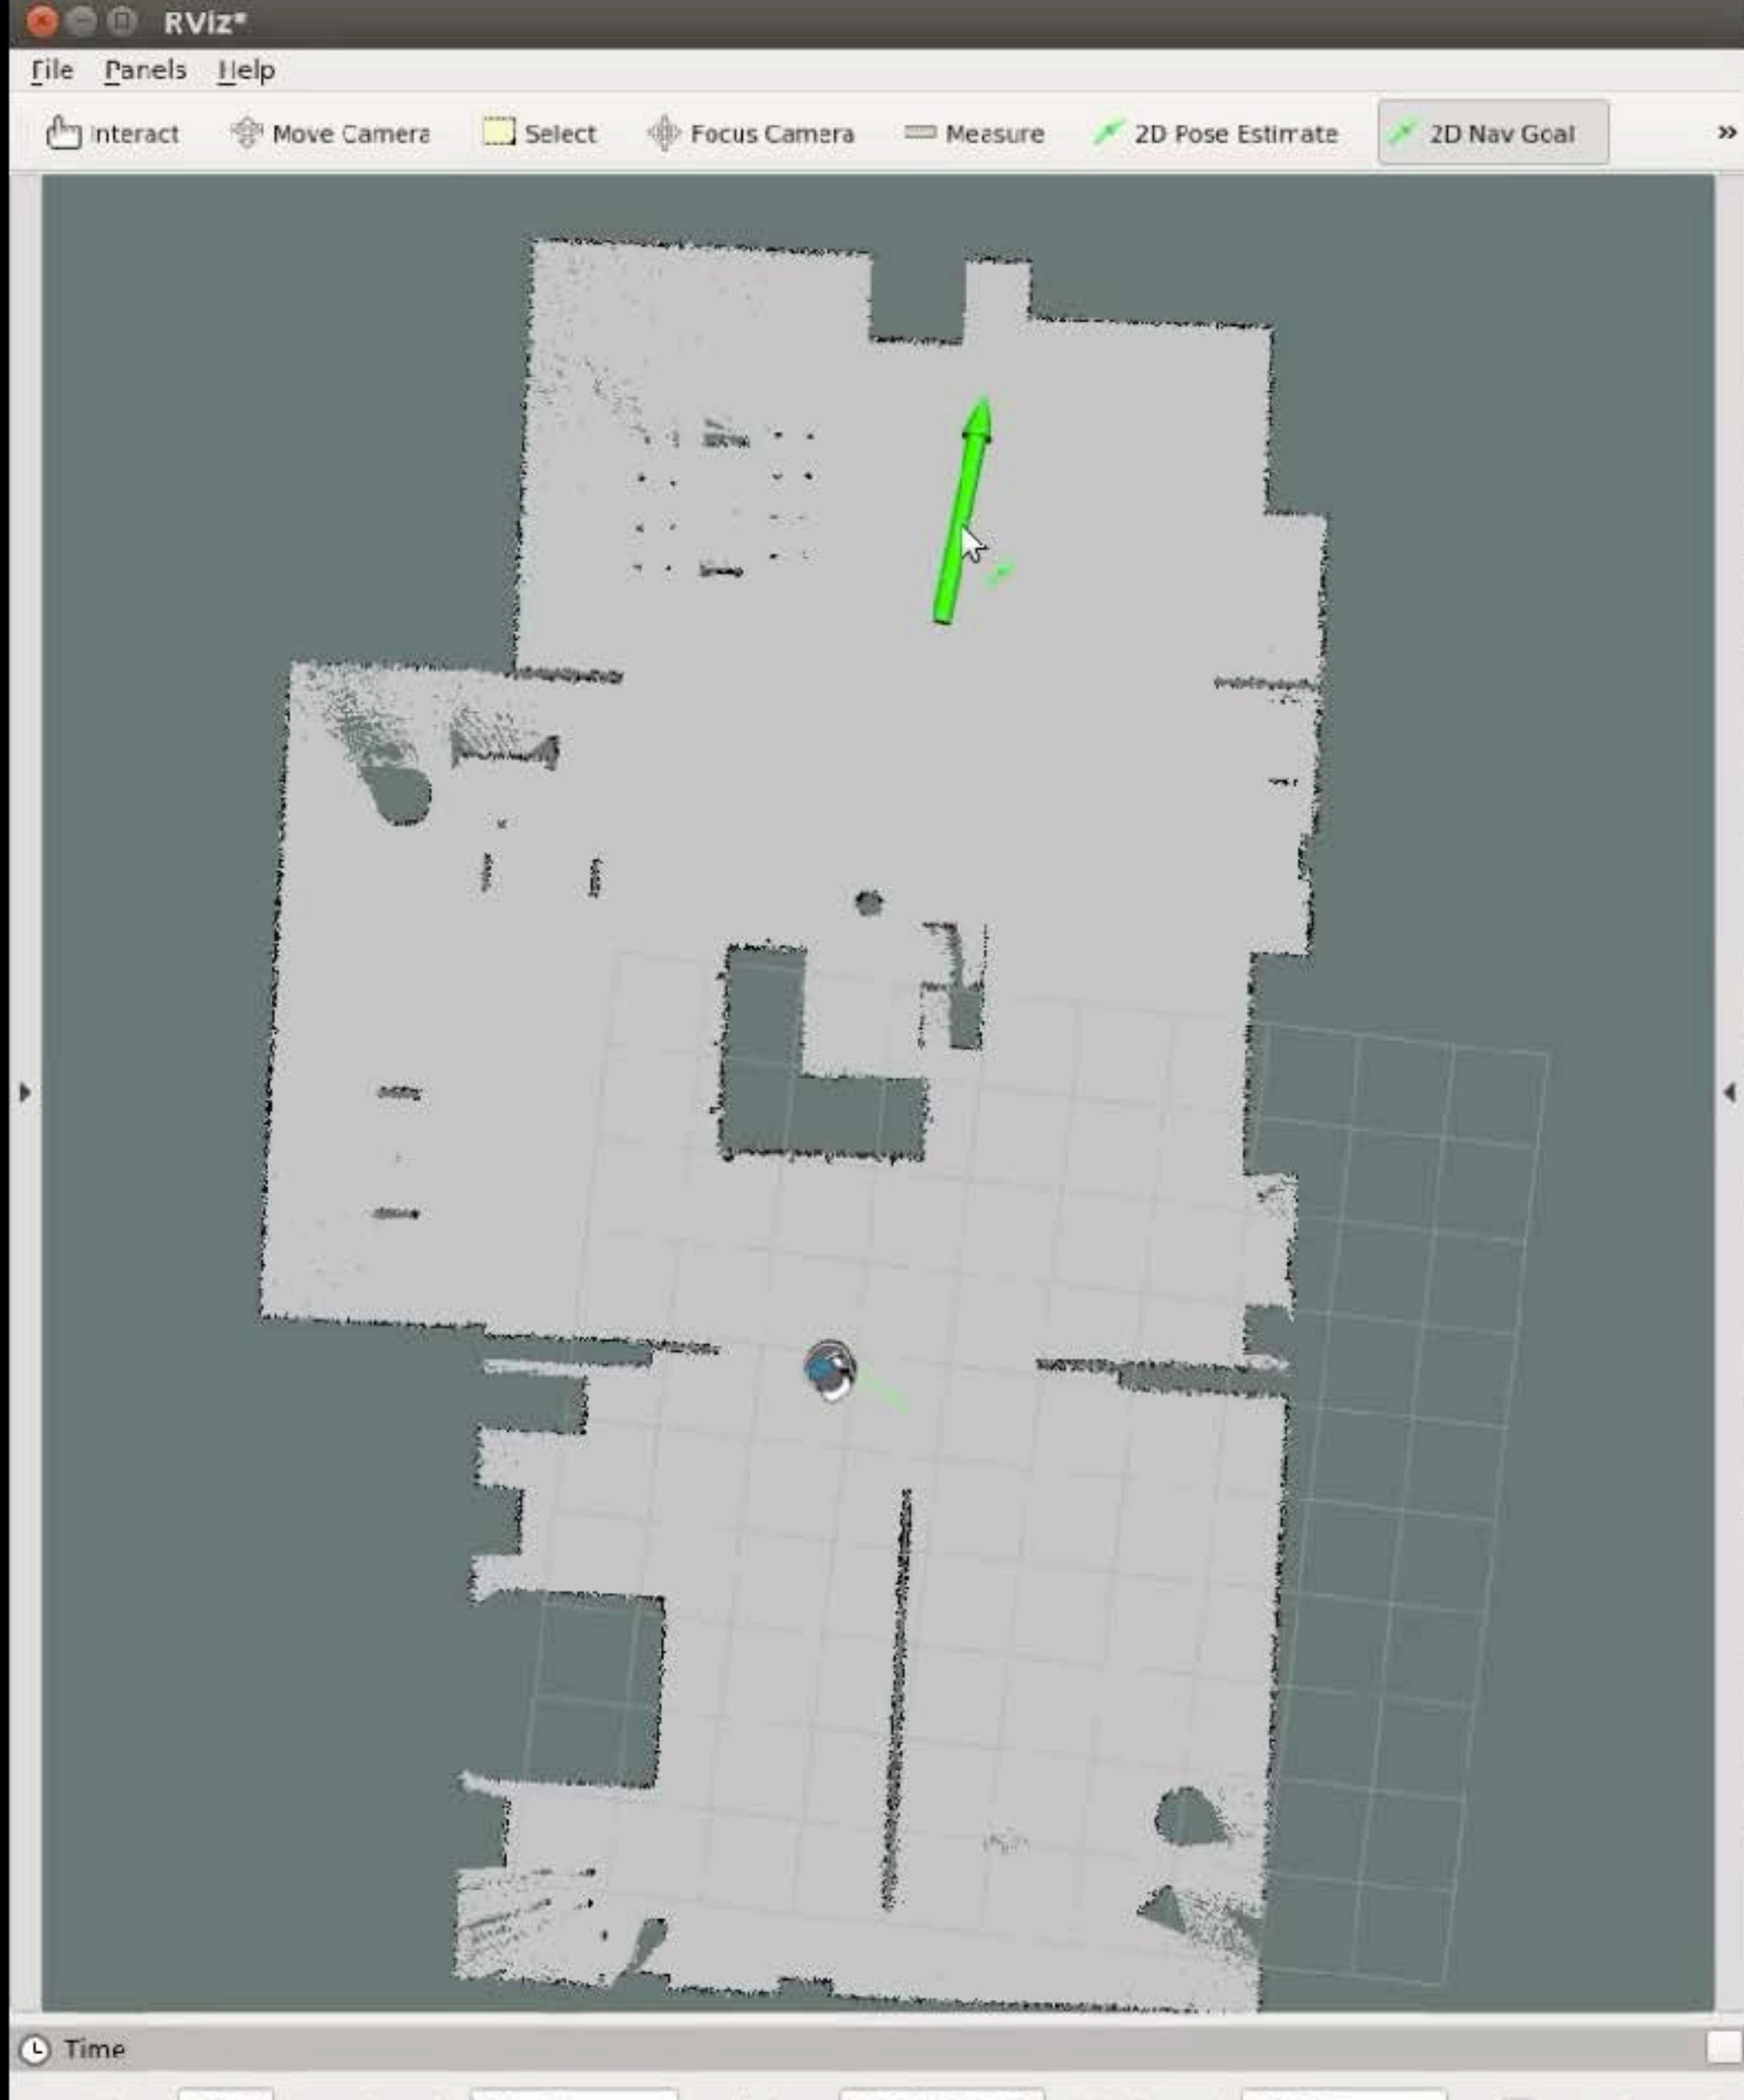 RViz*
File Panels Help
Interact Move Camera Select Focus Camera Measure 2D Pose Estimate 2D Nav Goal »
Time